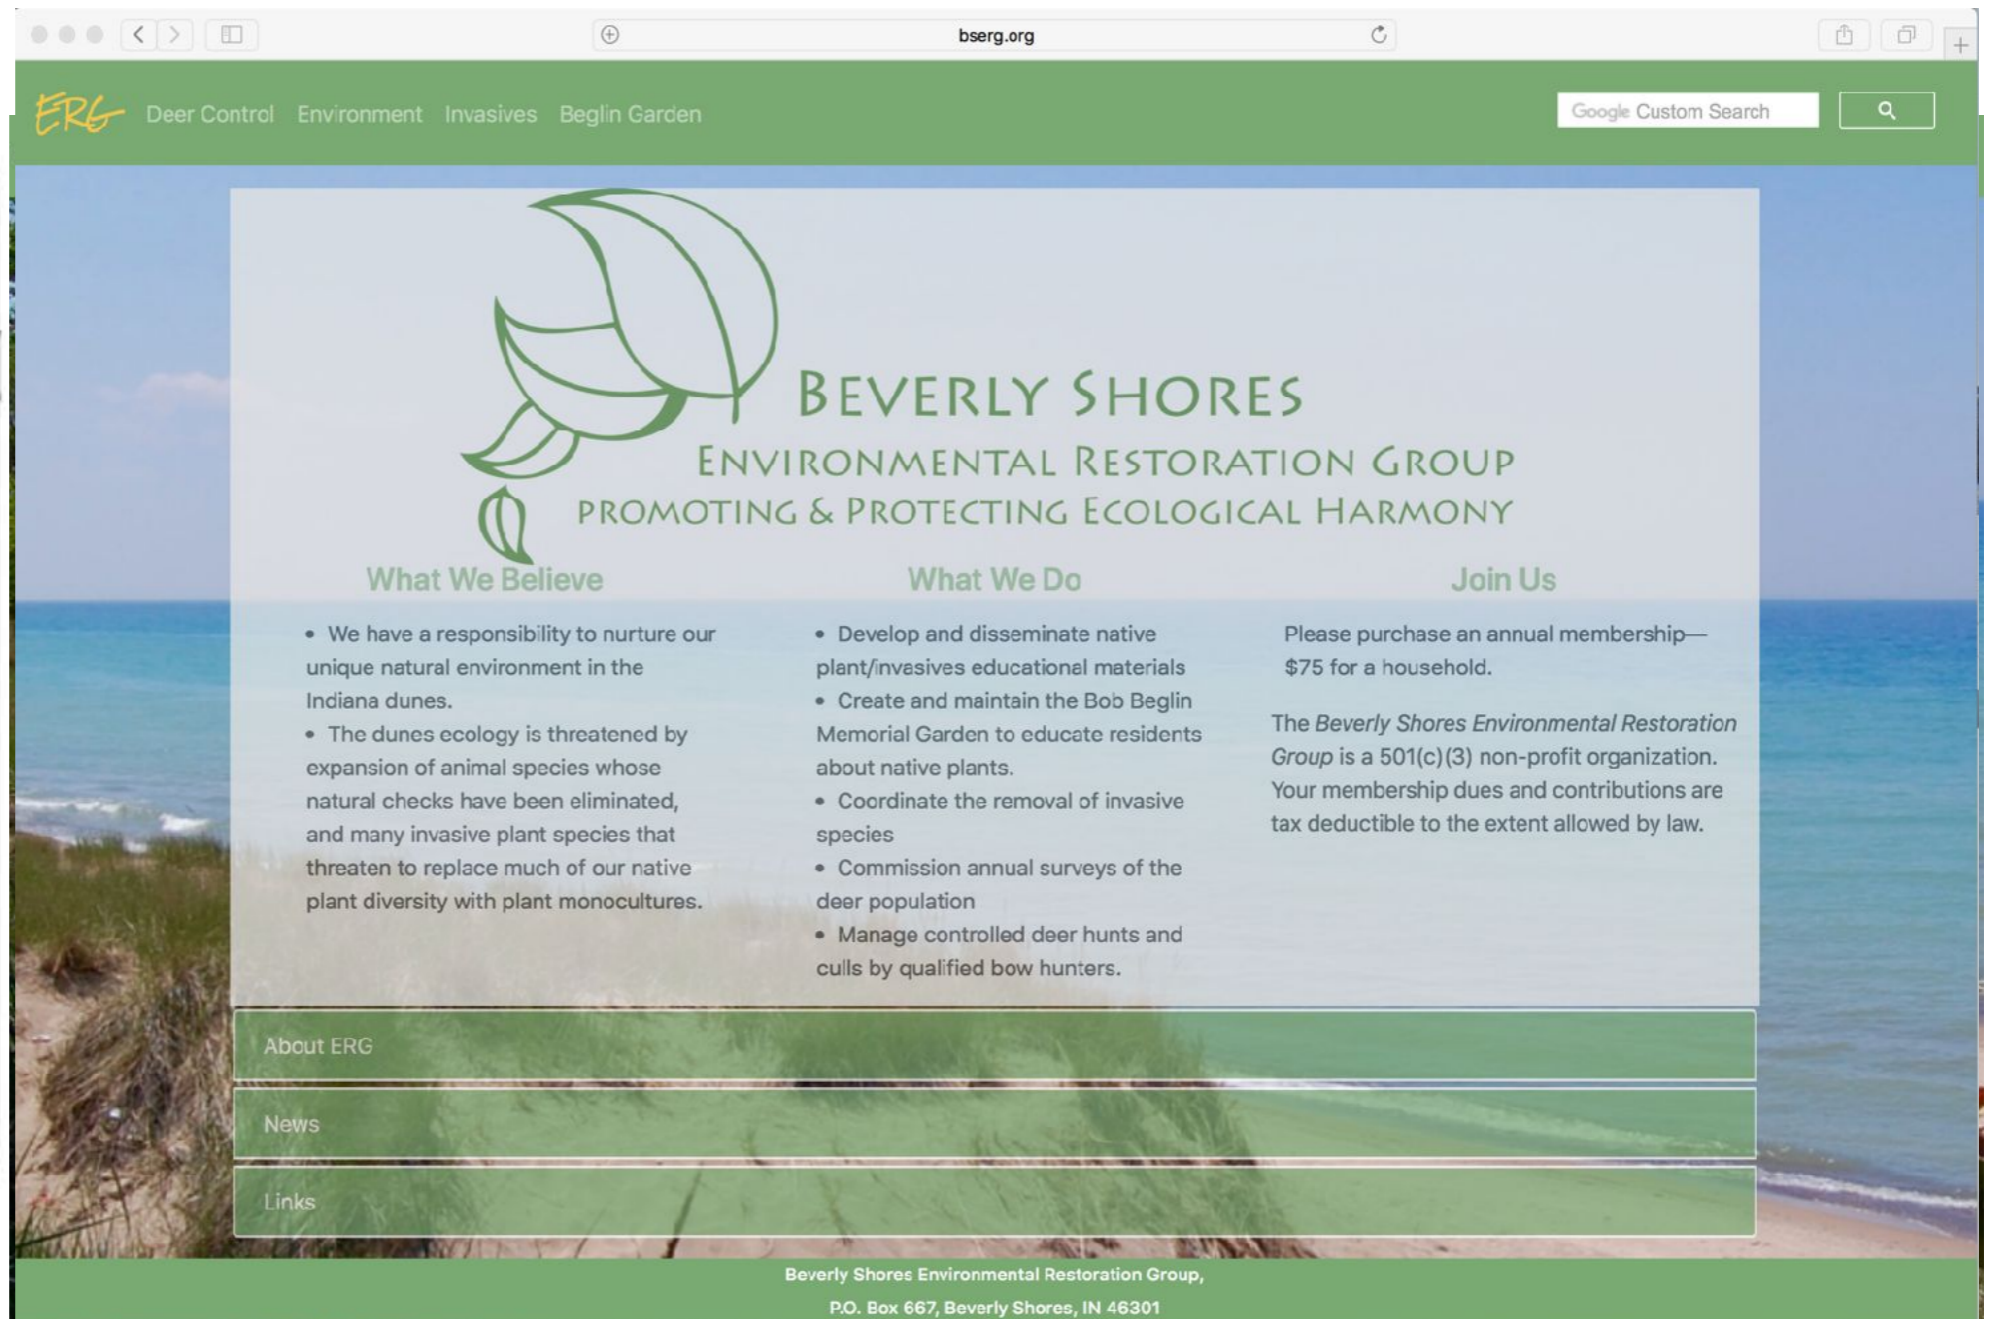 bserg.org
ERG Deer Control Environment Invasives Beglin Garden
Google Custom Search
BEVERLY SHORES
ENVIRONMENTAL RESTORATION GROUP
PROMOTING & PROTECTING ECOLOGICAL HARMONY
What We Believe
• We have a responsibility to nurture our
unique natural environment in the
Indiana dunes.
• The dunes ecology is threatened by
expansion of animal species whose
natural checks have been eliminated,
and many invasive plant species that
threaten to replace much of our native
plant diversity with plant monocultures.
What We Do
• Develop and disseminate native
plant/invasives educational materials
• Create and maintain the Bob Beglin
Memorial Garden to educate residents
about native plants.
• Coordinate the removal of invasive
species
• Commission annual surveys of the
deer population
• Manage controlled deer hunts and
culls by qualified bow hunters.
Join Us
Please purchase an annual membership—
$75 for a household.
The Beverly Shores Environmental Restoration
Group is a 501(c)(3) non-profit organization.
Your membership dues and contributions are
tax deductible to the extent allowed by law.
About ERG
News
Links
Beverly Shores Environmental Restoration Group,
P.O. Box 667, Beverly Shores, IN 46301